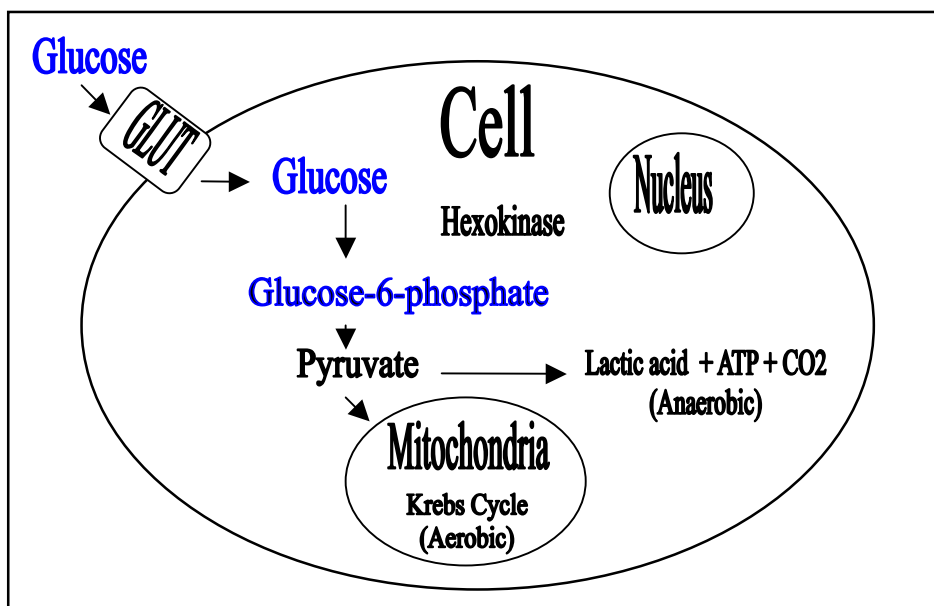 Glucose
GLUT
Cell
Glucose
Nucleus
Hexokinase
Glucose-6-phosphate
Pyruvate
Lactic acid + ATP + CO2
(Anaerobic)
Mitochondria
Krebs Cycle
(Aerobic)